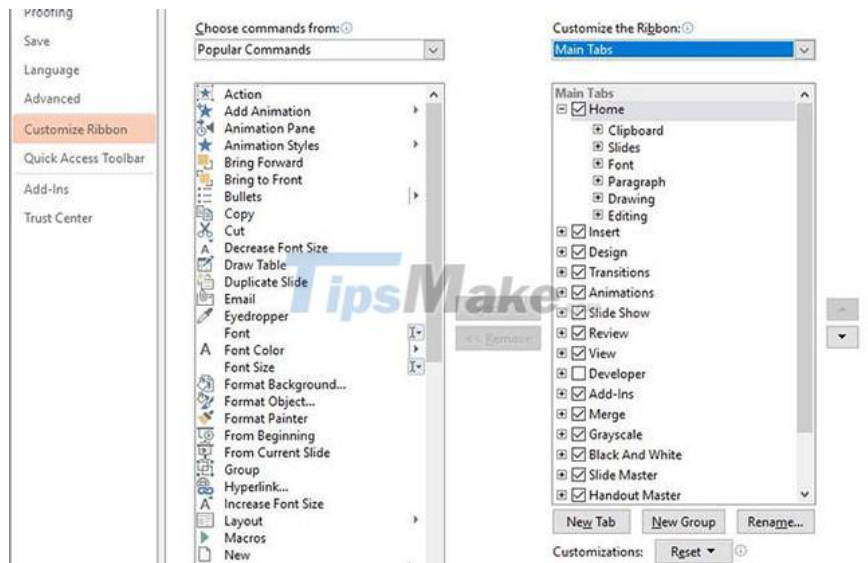 Proofing
Save
Language
Advanced
Customize Ribbon
Quick Access Toolbar
Add-Ins
Trust Center
Choose commands from:
Popular Commands
Action
Add Animation
Animation Pane
Animation Styles
Bring Forward
Bring to Front
Bullets
Copy
Cut
Decrease Font Size
Draw Table
Duplicate Slide
Email
Eyedropper
Font
Font Color
Font Size
Format Background...
Format Object...
Format Painter
From Beginning
From Current Slide
Group
Hyperlink...
Increase Font Size
Layout
Macros
New
TipsMake
<< Remove
Customize the Ribbon:
Main Tabs
Main Tabs
Home
Clipboard
Slides
Font
Paragraph
Drawing
Editing
Insert
Design
Transitions
Animations
Slide Show
Review
View
Developer
Add-Ins
Merge
Grayscale
Black And White
Slide Master
Handout Master
New Tab New Group Rename...
Customizations: Reset